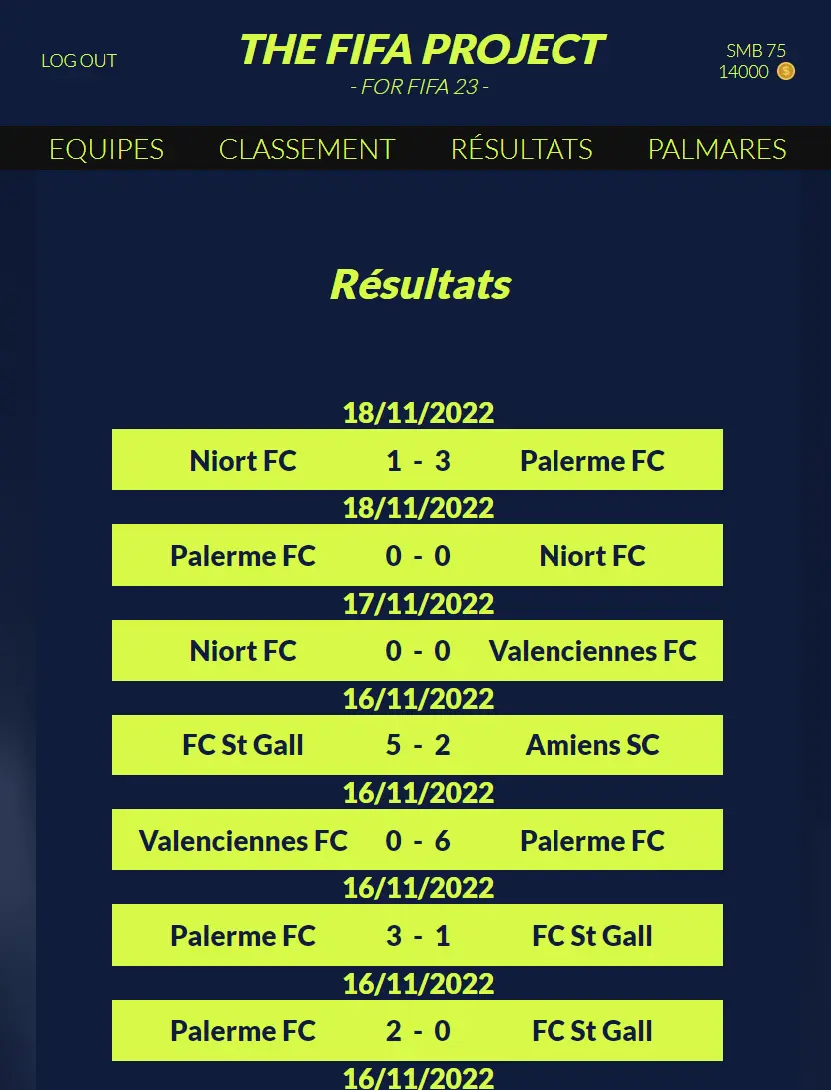 LOG OUT
THE FIFA PROJECT
- FOR FIFA 23 -
SMB 75
14000
EQUIPES CLASSEMENT RÉSULTATS PALMARES
Résultats
18/11/2022
Niort FC 1 - 3 Palerme FC
18/11/2022
Palerme FC 0 - 0 Niort FC
17/11/2022
Niort FC 0 - 0 Valenciennes FC
16/11/2022
FC St Gall 5 - 2 Amiens SC
16/11/2022
Valenciennes FC 0 - 6 Palerme FC
16/11/2022
Palerme FC 3 - 1 FC St Gall
16/11/2022
Palerme FC 2 - 0 FC St Gall
16/11/2022